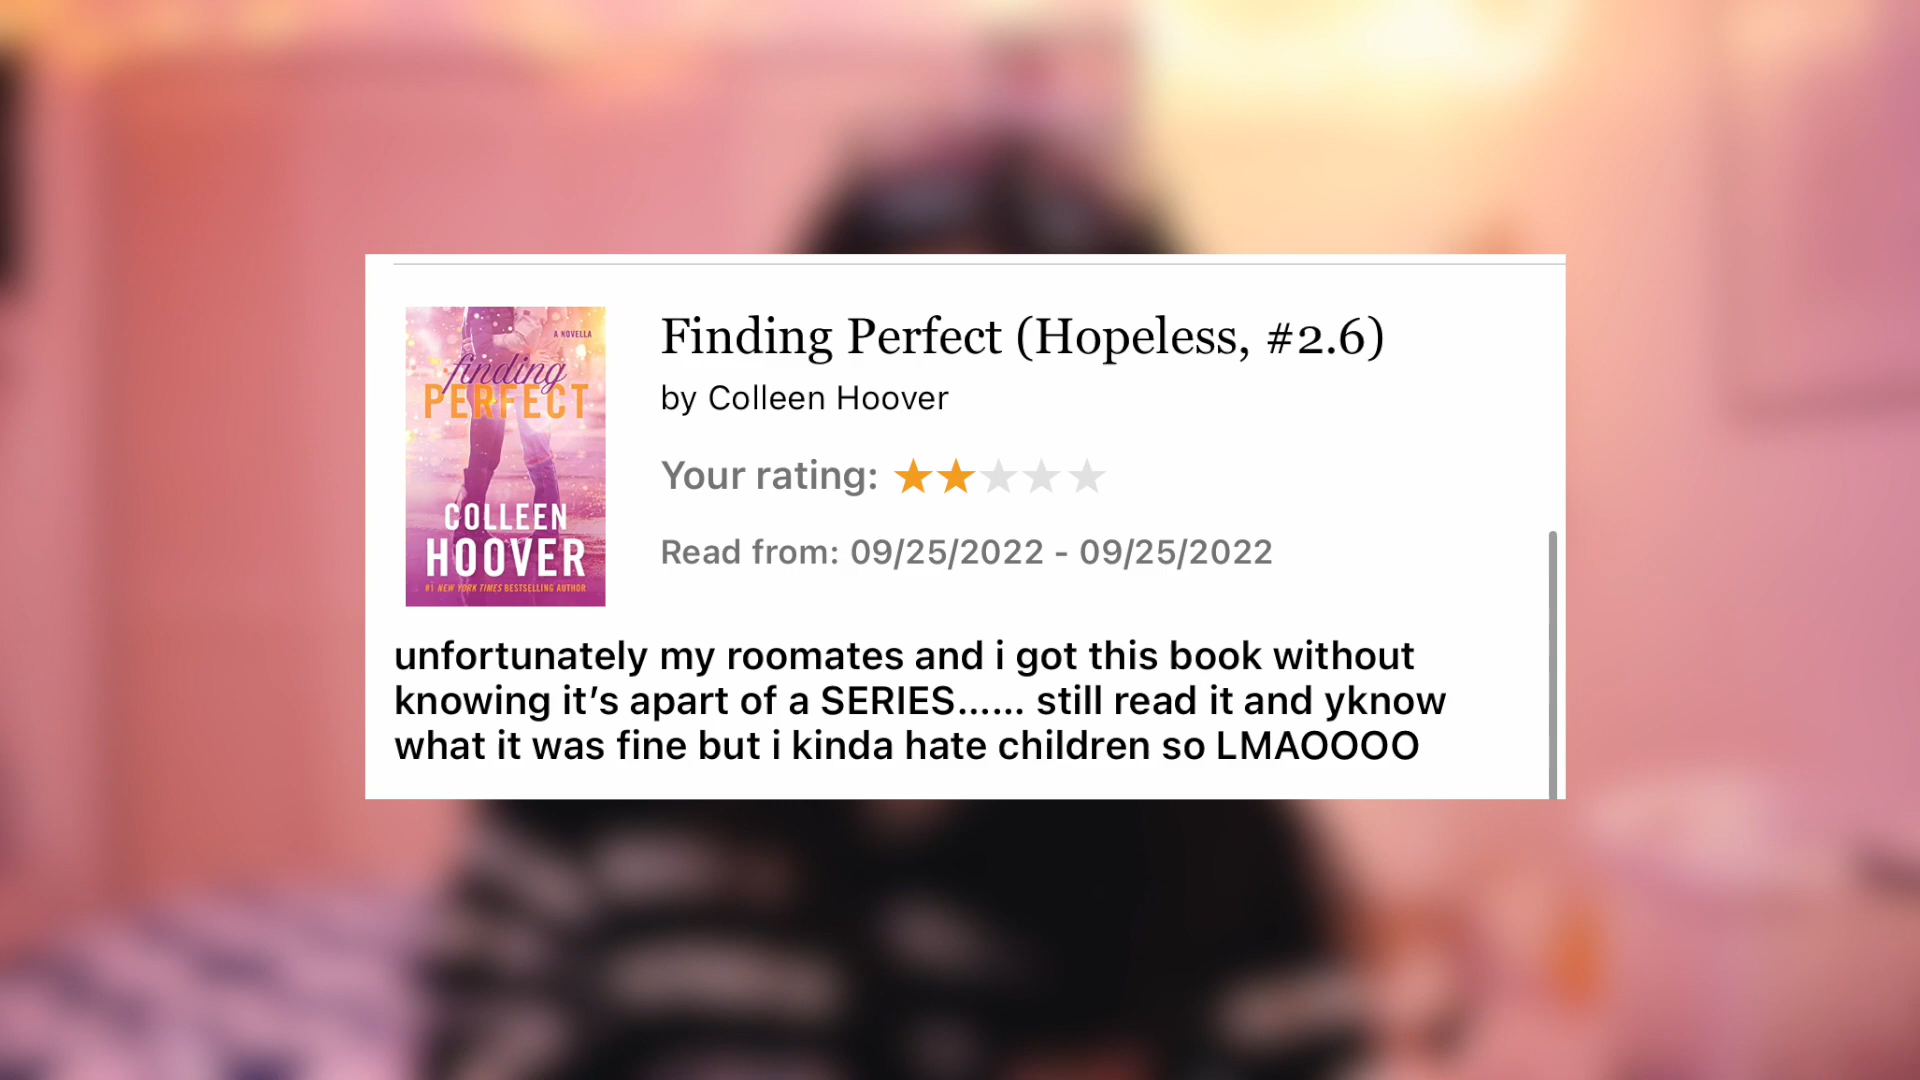 A NOVELLA
finding
PERFECT
COLLEEN
HOOVER
#1 NEW YORK TIMES BESTSELLING AUTHOR
Finding Perfect (Hopeless, #2.6)
by Colleen Hoover
Your rating:
Read from: 09/25/2022 - 09/25/2022
unfortunately my roomates and i got this book without
knowing it’s apart of a SERIES...... still read it and yknow
what it was fine but i kinda hate children so LMAOOOO